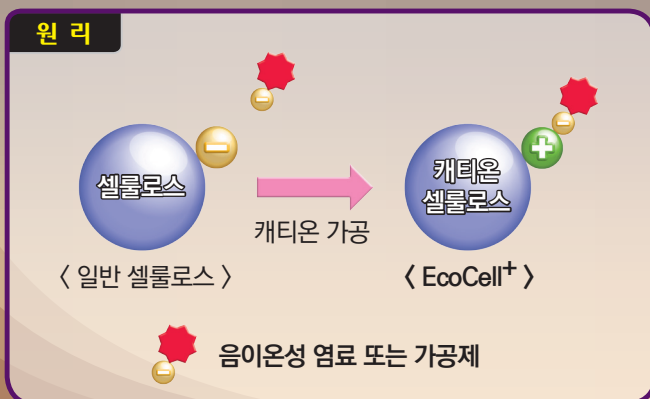 원 리
셀룰로스
캐티온
셀룰로스
캐티온 가공
〈 일반 셀룰로스 〉
〈 EcoCell⁺ 〉
음이온성 염료 또는 가공제